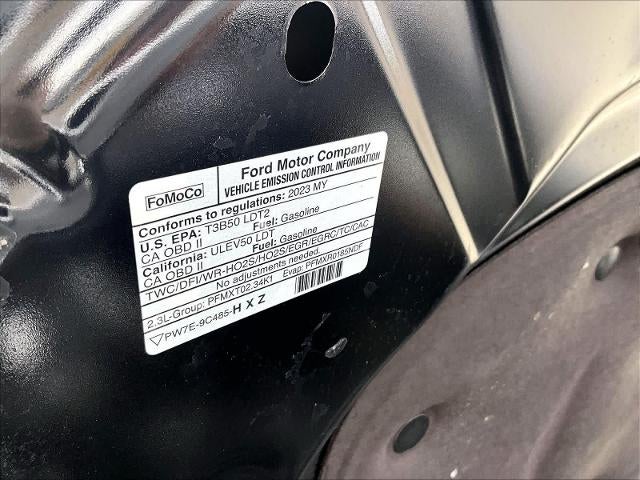 FoMoCo
Ford Motor Company
VEHICLE EMISSION CONTROL INFORMATION
Conforms to regulations: 2023 MY
U.S. EPA: T3B50 LDT2
CA OBD II Fuel: Gasoline
California: ULEV50 LDT
CA OBD II Fuel: Gasoline
TWC/DFI/WR-HO2S/HO2S/EGR/EGRC/TC/CAC
No adjustments needed.
2.3L-Group: PFMXT02.34K1 Evap: PFMXR0185NDF
PW7E-9C485-H X Z